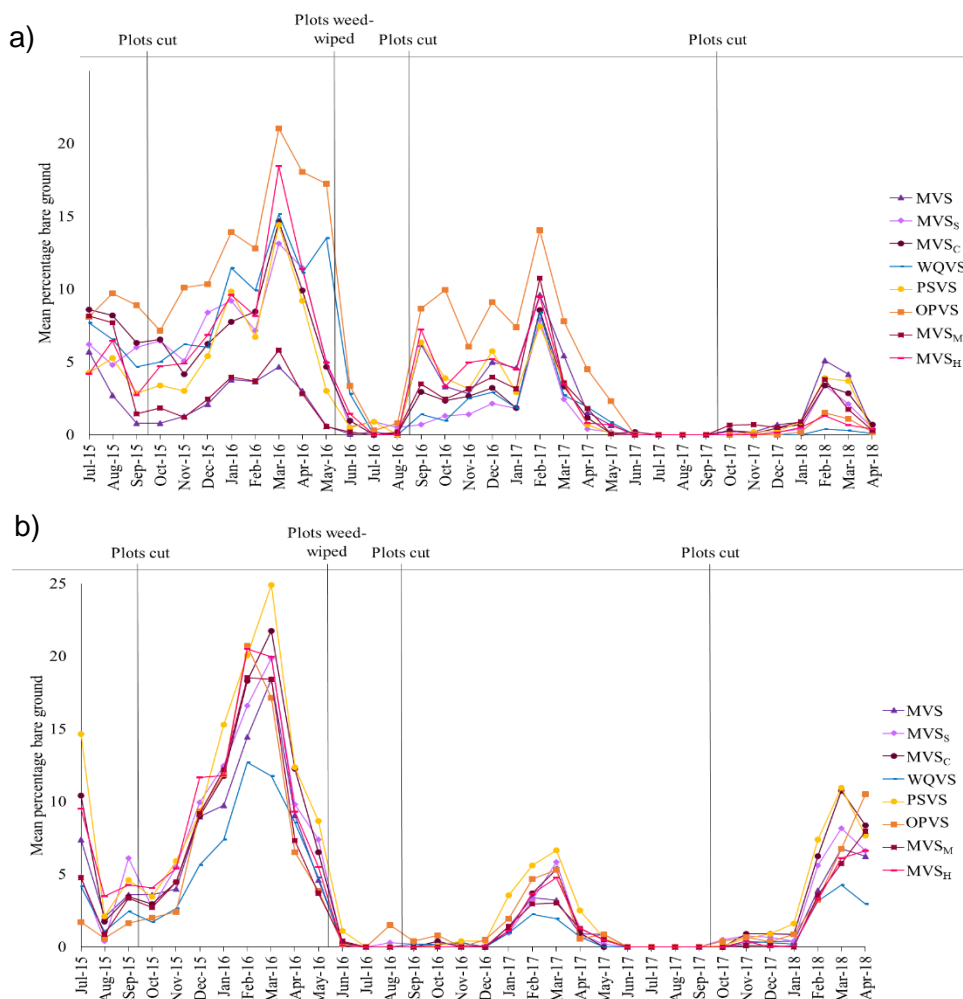 a)
Plots cut
Plots weed-
wiped
Plots cut
Plots cut
Mean percentage bare ground
20
15
10
5
0
Jul-15
Aug-15
Sep-15
Oct-15
Nov-15
Dec-15
Jan-16
Feb-16
Mar-16
Apr-16
May-16
Jun-16
Jul-16
Aug-16
Sep-16
Oct-16
Nov-16
Dec-16
Jan-17
Feb-17
Mar-17
Apr-17
May-17
Jun-17
Jul-17
Aug-17
Sep-17
Oct-17
Nov-17
Dec-17
Jan-18
Feb-18
Mar-18
Apr-18
MVS
MVSS
MVSC
WQVS
PSVS
OPVS
MVSM
MVSH
b)
Plots cut
Plots weed-
wiped
Plots cut
Plots cut
Mean percentage bare ground
25
20
15
10
5
0
Jul-15
Aug-15
Sep-15
Oct-15
Nov-15
Dec-15
Jan-16
Feb-16
Mar-16
Apr-16
May-16
Jun-16
Jul-16
Aug-16
Sep-16
Oct-16
Nov-16
Dec-16
Jan-17
Feb-17
Mar-17
Apr-17
May-17
Jun-17
Jul-17
Aug-17
Sep-17
Oct-17
Nov-17
Dec-17
Jan-18
Feb-18
Mar-18
Apr-18
MVS
MVSS
MVSC
WQVS
PSVS
OPVS
MVSM
MVSH